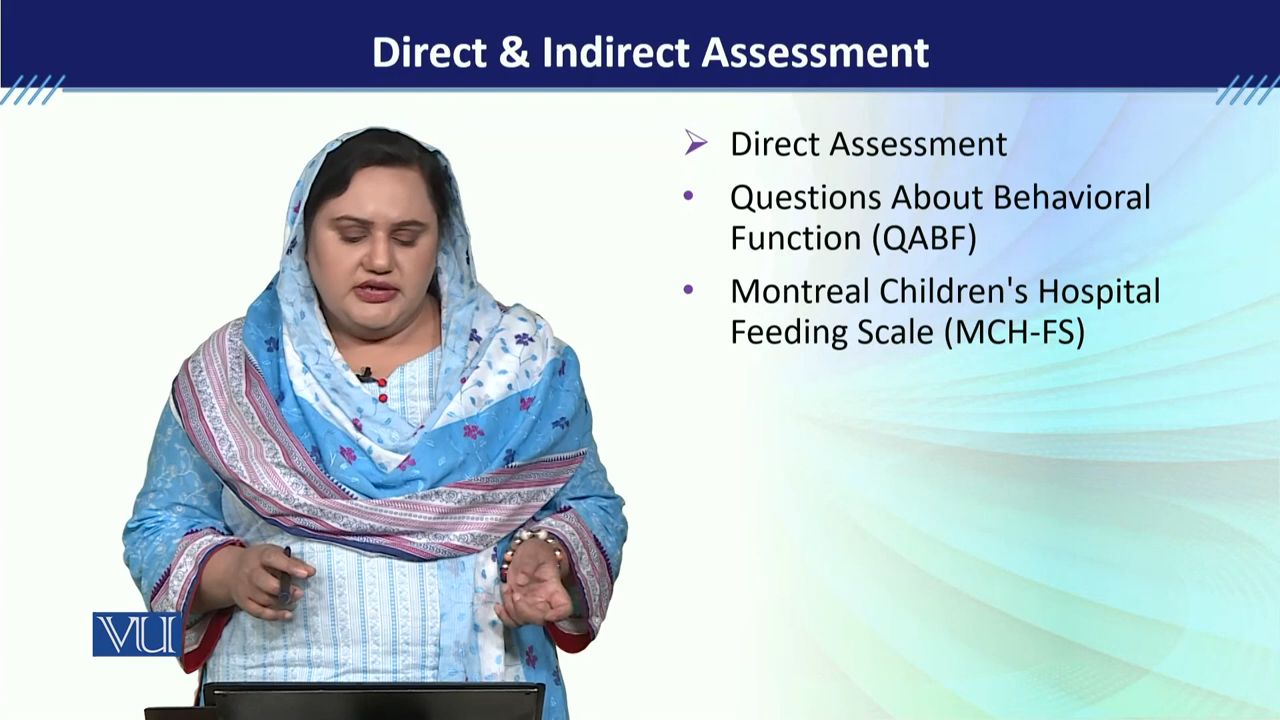 Direct & Indirect Assessment
Direct Assessment
Questions About Behavioral
Function (QABF)
Montreal Children's Hospital
Feeding Scale (MCH-FS)
VU